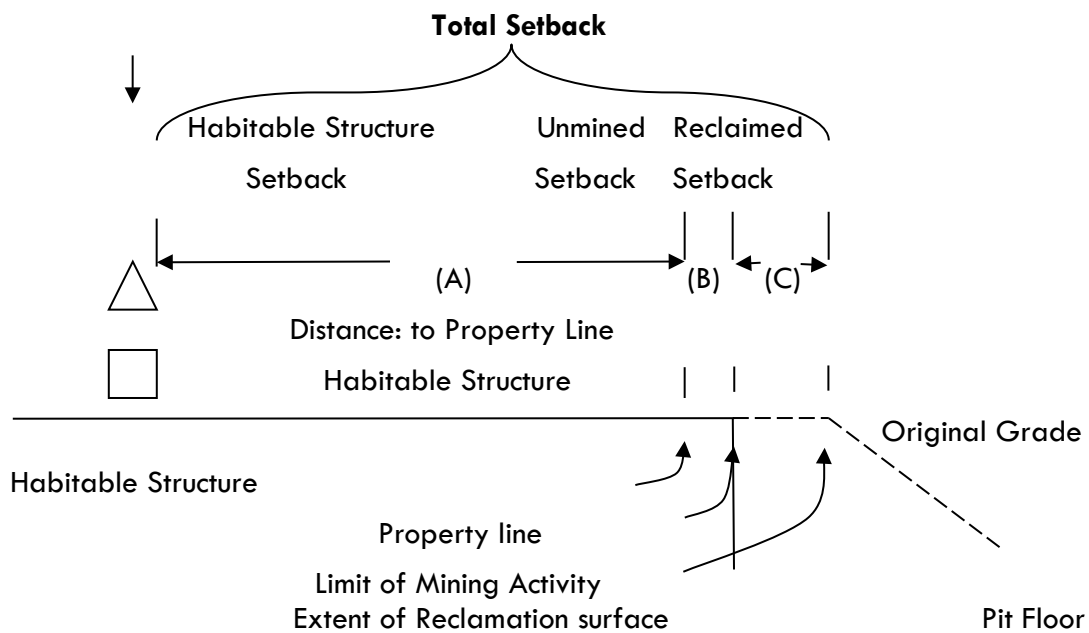 Total Setback
Habitable Structure Unmined Reclaimed
Setback Setback Setback
(A) (B) (C)
Distance: to Property Line
Habitable Structure
Original Grade
Habitable Structure
Property line
Limit of Mining Activity
Extent of Reclamation surface Pit Floor